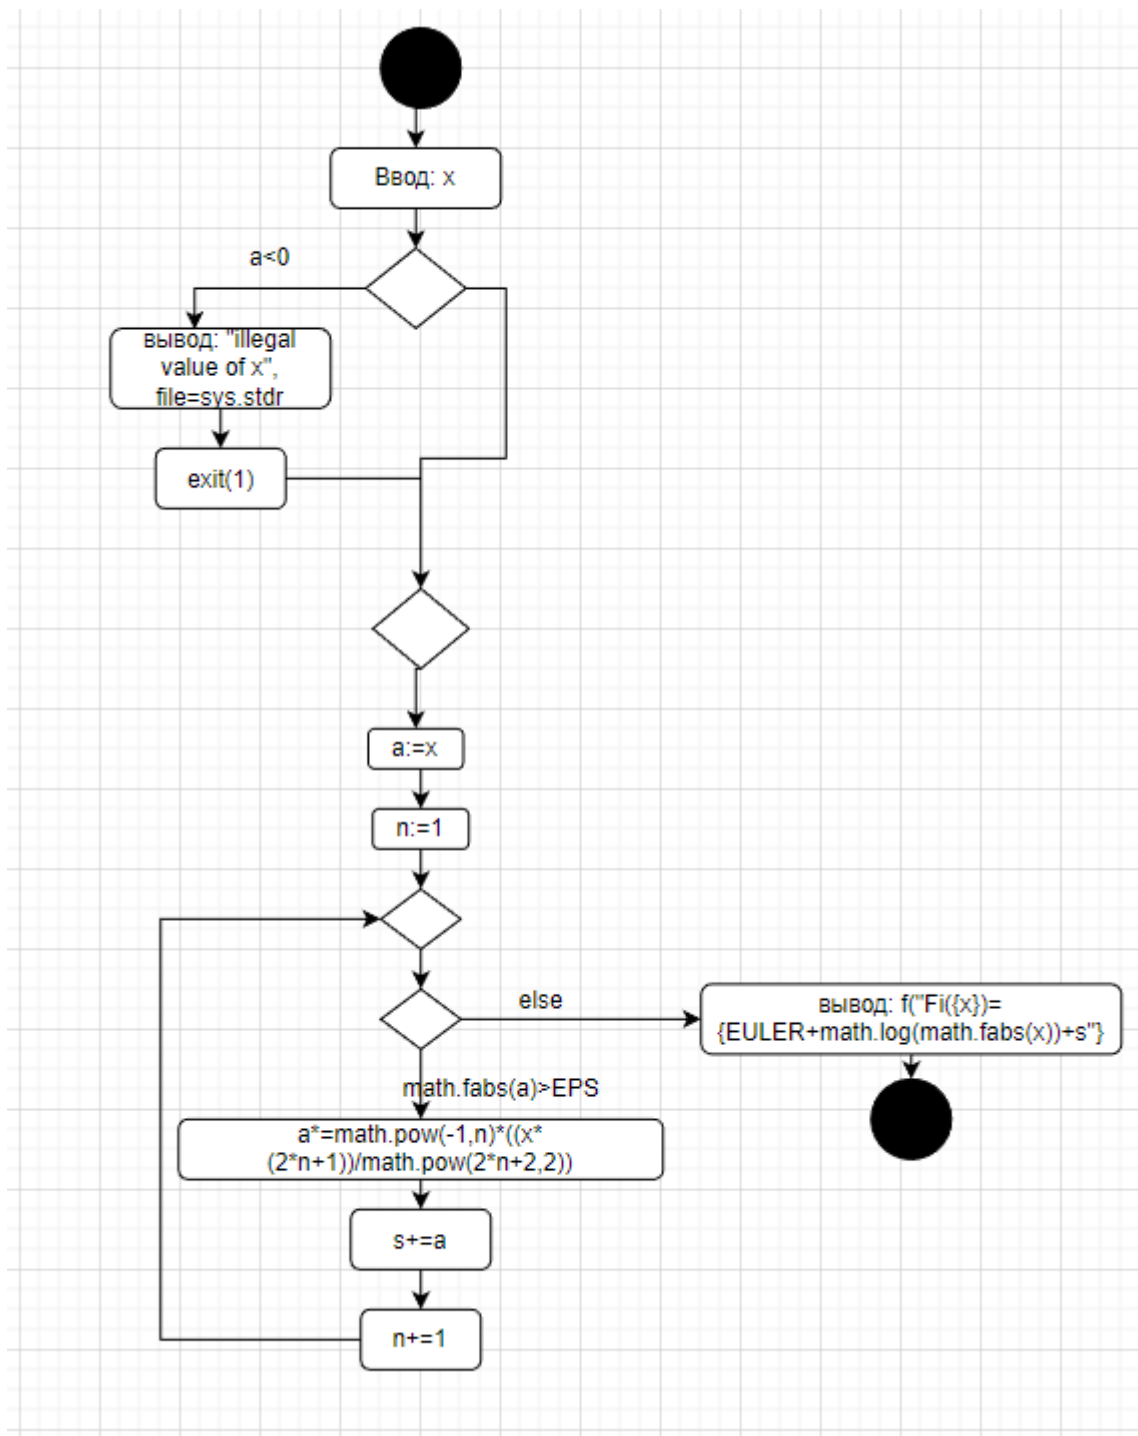 Ввод: x
a<0
вывод: "illegal
value of x",
file=sys.stdr
exit(1)
a:=x
n:=1
else
вывод: f("Fi({x})=
{EULER+math.log(math.fabs(x))+s"}
math.fabs(a)>EPS
a*=math.pow(-1,n)*((x*
(2*n+1))/math.pow(2*n+2,2))
s+=a
n+=1